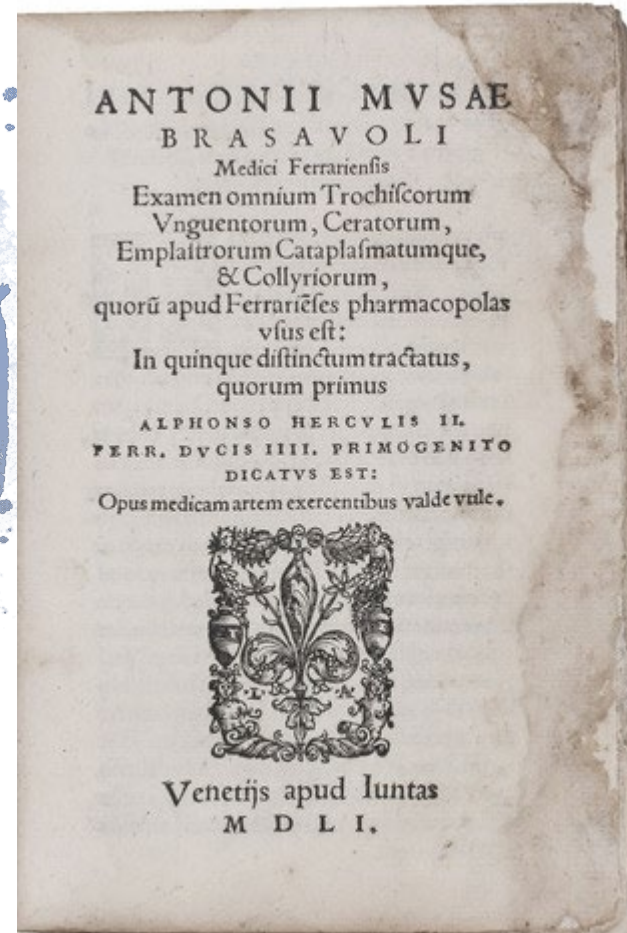 ANTONII MVSAE
BRASAVOLI
Medici Ferrarienſis
Examen omnium Trochiſcorum
Vnguentorum, Ceratorum,
Emplaſtrorum Cataplaſmatumque,
& Collyriorum,
quorū apud Ferrariēſes pharmacopolas
vſus eſt:
In quinque diſtinctum tractatus,
quorum primus
ALPHONSO HERCVLIS II.
FERR. DVCIS IIII. PRIMOGENITO
DICATVS EST:
Opus medicam artem exercentibus valde vtile.
L A
Venetijs apud Iuntas
M D L I.